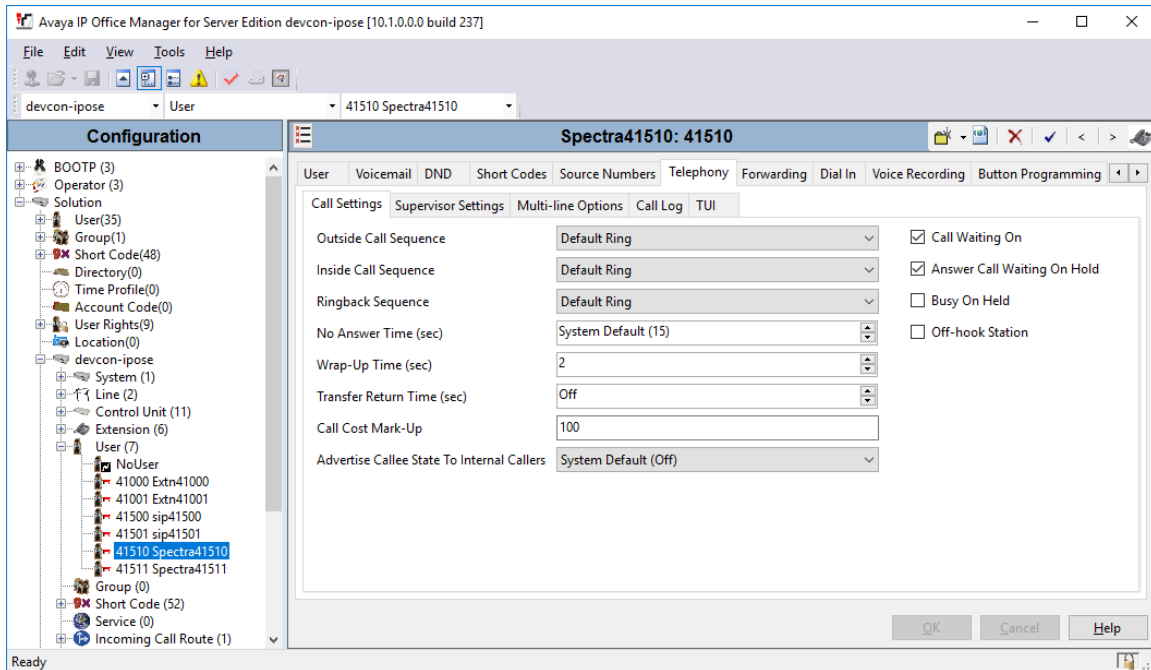 Avaya IP Office Manager for Server Edition devcon-ipose [10.1.0.0.0 build 237]
File Edit View Tools Help
devcon-ipose User 41510 Spectra41510
Configuration
BOOTP (3)
Operator (3)
Solution
User(35)
Group(1)
Short Code(48)
Directory(0)
Time Profile(0)
Account Code(0)
User Rights(9)
Location(0)
devcon-ipose
System (1)
Line (2)
Control Unit (11)
Extension (6)
User (7)
NoUser
41000 Extn41000
41001 Extn41001
41500 sip41500
41501 sip41501
41510 Spectra41510
41511 Spectra41511
Group (0)
Short Code (52)
Service (0)
Incoming Call Route (1)
Spectra41510: 41510
User Voicemail DND Short Codes Source Numbers Telephony Forwarding Dial In Voice Recording Button Programming
Call Settings Supervisor Settings Multi-line Options Call Log TUI
Outside Call Sequence Default Ring Call Waiting On
Inside Call Sequence Default Ring Answer Call Waiting On Hold
Ringback Sequence Default Ring Busy On Held
No Answer Time (sec) System Default (15) Off-hook Station
Wrap-Up Time (sec) 2
Transfer Return Time (sec) Off
Call Cost Mark-Up 100
Advertise Callee State To Internal Callers System Default (Off)
OK Cancel Help
Ready